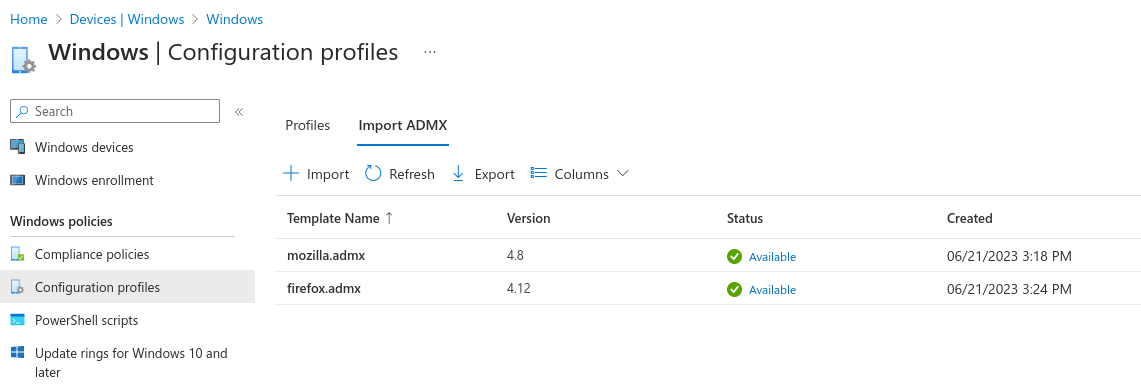 Home > Devices | Windows > Windows
Windows | Configuration profiles ...
Search «
Windows devices
Windows enrollment
Windows policies
Compliance policies
Configuration profiles
PowerShell scripts
Update rings for Windows 10 and
later
Profiles Import ADMX
Import Refresh Export Columns
Template Name ↑ Version Status Created
mozilla.admx 4.8 Available 06/21/2023 3:18 PM
firefox.admx 4.12 Available 06/21/2023 3:24 PM